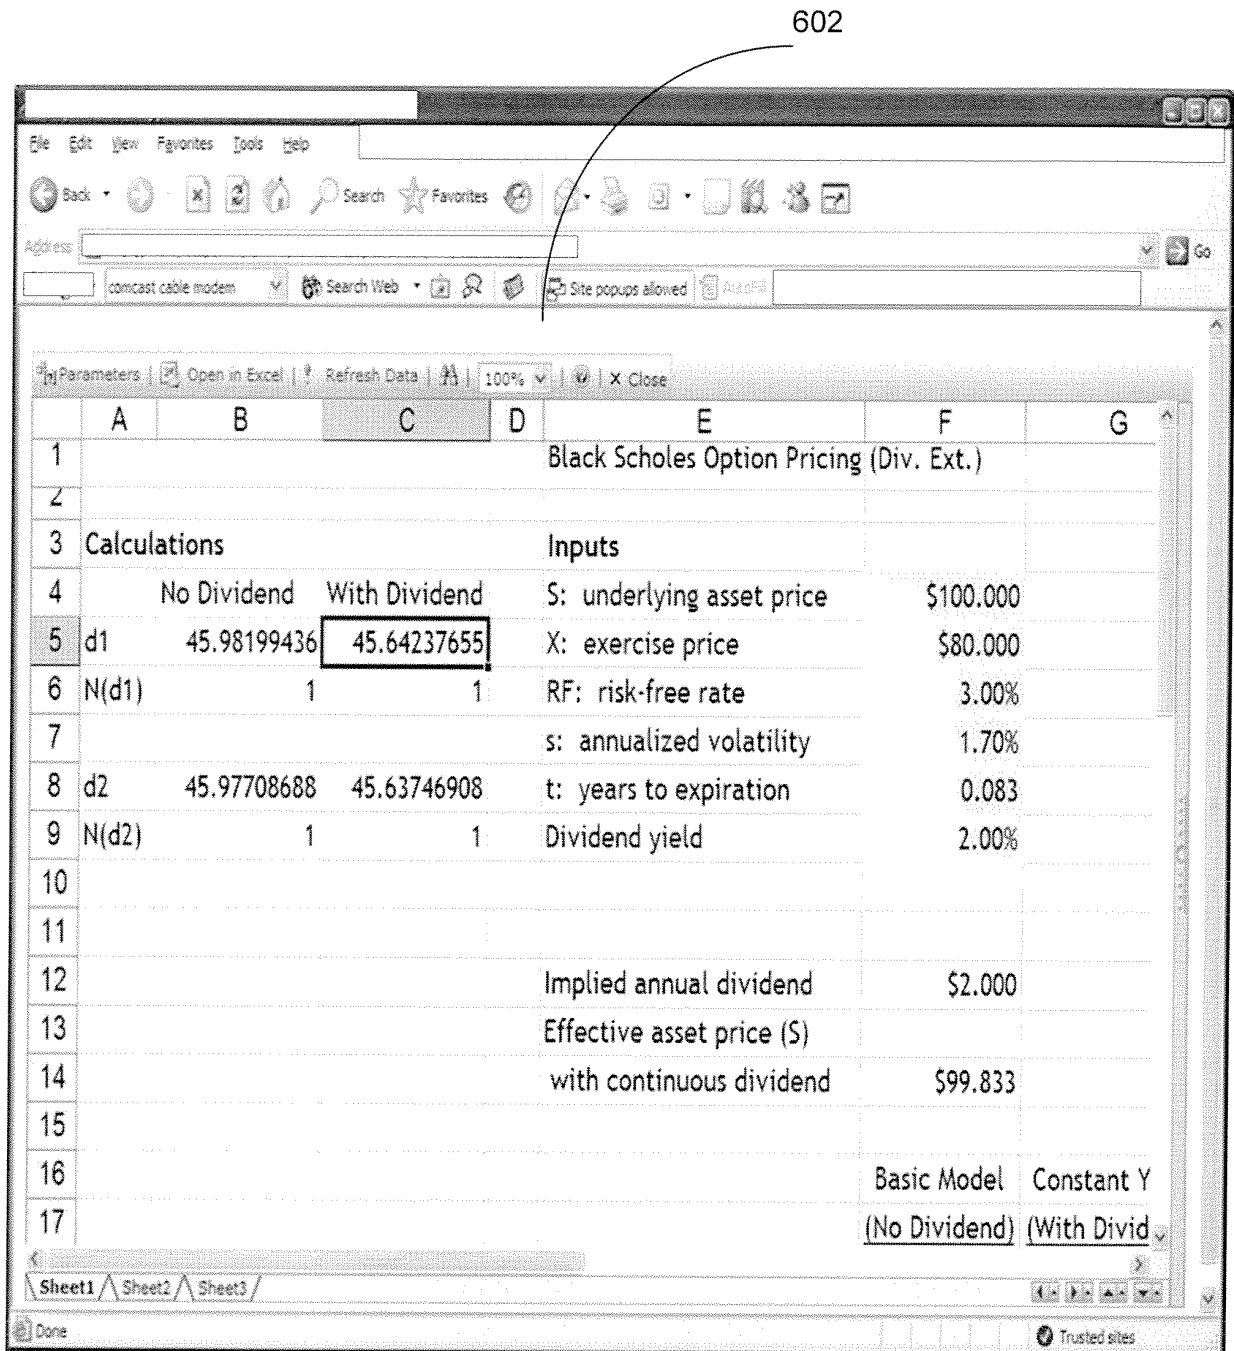 602
File Edit View Favorites Tools Help
Back Search Favorites
Address Go
comcast cable modem Search Web Site popups allowed AutoFill
Parameters | Open in Excel | Refresh Data | 100% | X Close
A B C D E F G
1 Black Scholes Option Pricing (Div. Ext.)
2
3 Calculations Inputs
4 No Dividend With Dividend S: underlying asset price $100.000
5 d1 45.98199436 45.64237655 X: exercise price $80.000
6 N(d1) 1 1 RF: risk-free rate 3.00%
7 s: annualized volatility 1.70%
8 d2 45.97708688 45.63746908 t: years to expiration 0.083
9 N(d2) 1 1 Dividend yield 2.00%
10
11
12 Implied annual dividend $2.000
13 Effective asset price (S)
14 with continuous dividend $99.833
15
16 Basic Model Constant Y
17 (No Dividend) (With Divid
Sheet1 Sheet2 Sheet3
Done Trusted sites